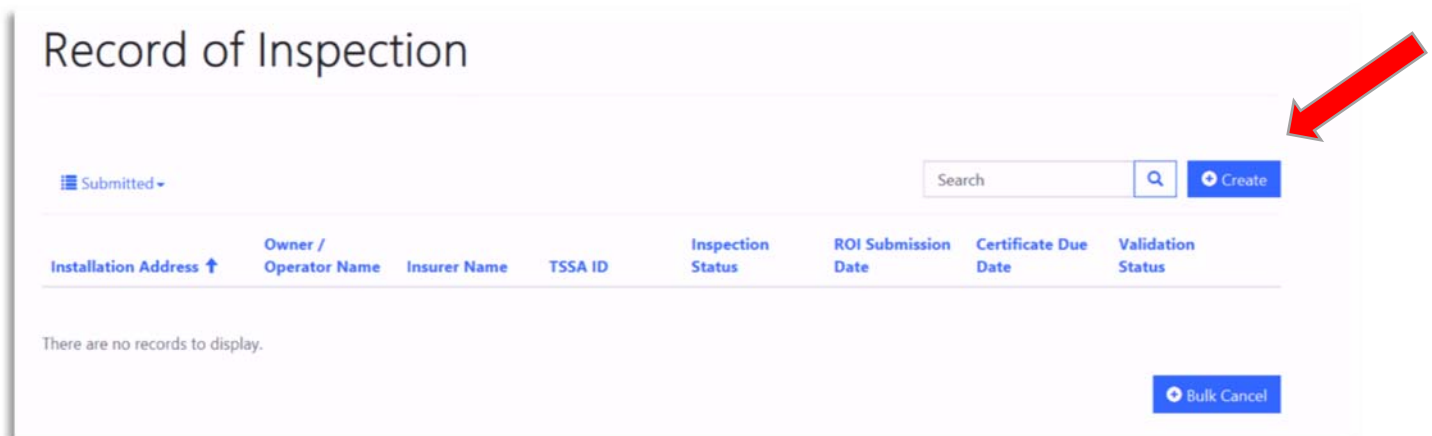 Record of Inspection
Submitted
Search
Create
Installation Address
Owner /
Operator Name
Insurer Name
TSSA ID
Inspection
Status
ROI Submission
Date
Certificate Due
Date
Validation
Status
There are no records to display.
Bulk Cancel